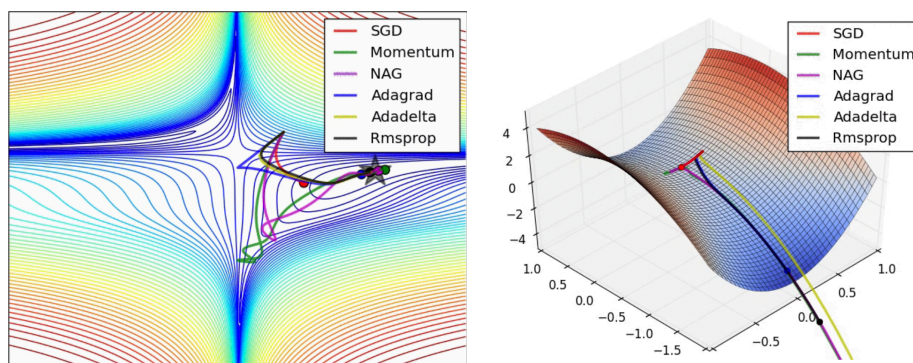 SGD
Momentum
NAG
Adagrad
Adadelta
Rmsprop
SGD
Momentum
NAG
Adagrad
Adadelta
Rmsprop
4
2
0
−2
−4
1.0
0.5
0.0
−0.5
−1.0
−1.5
−0.5
0.0
0.5
1.0